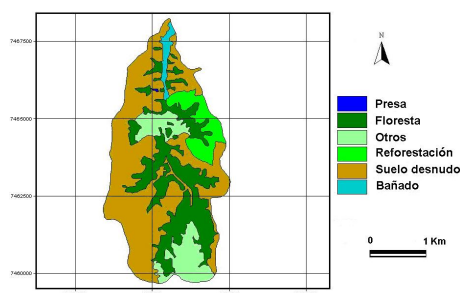 7467500
N
7465000
Presa
Floresta
Otros
Reforestación
Suelo desnudo
Bañado
7462500
0 1 Km
7460000